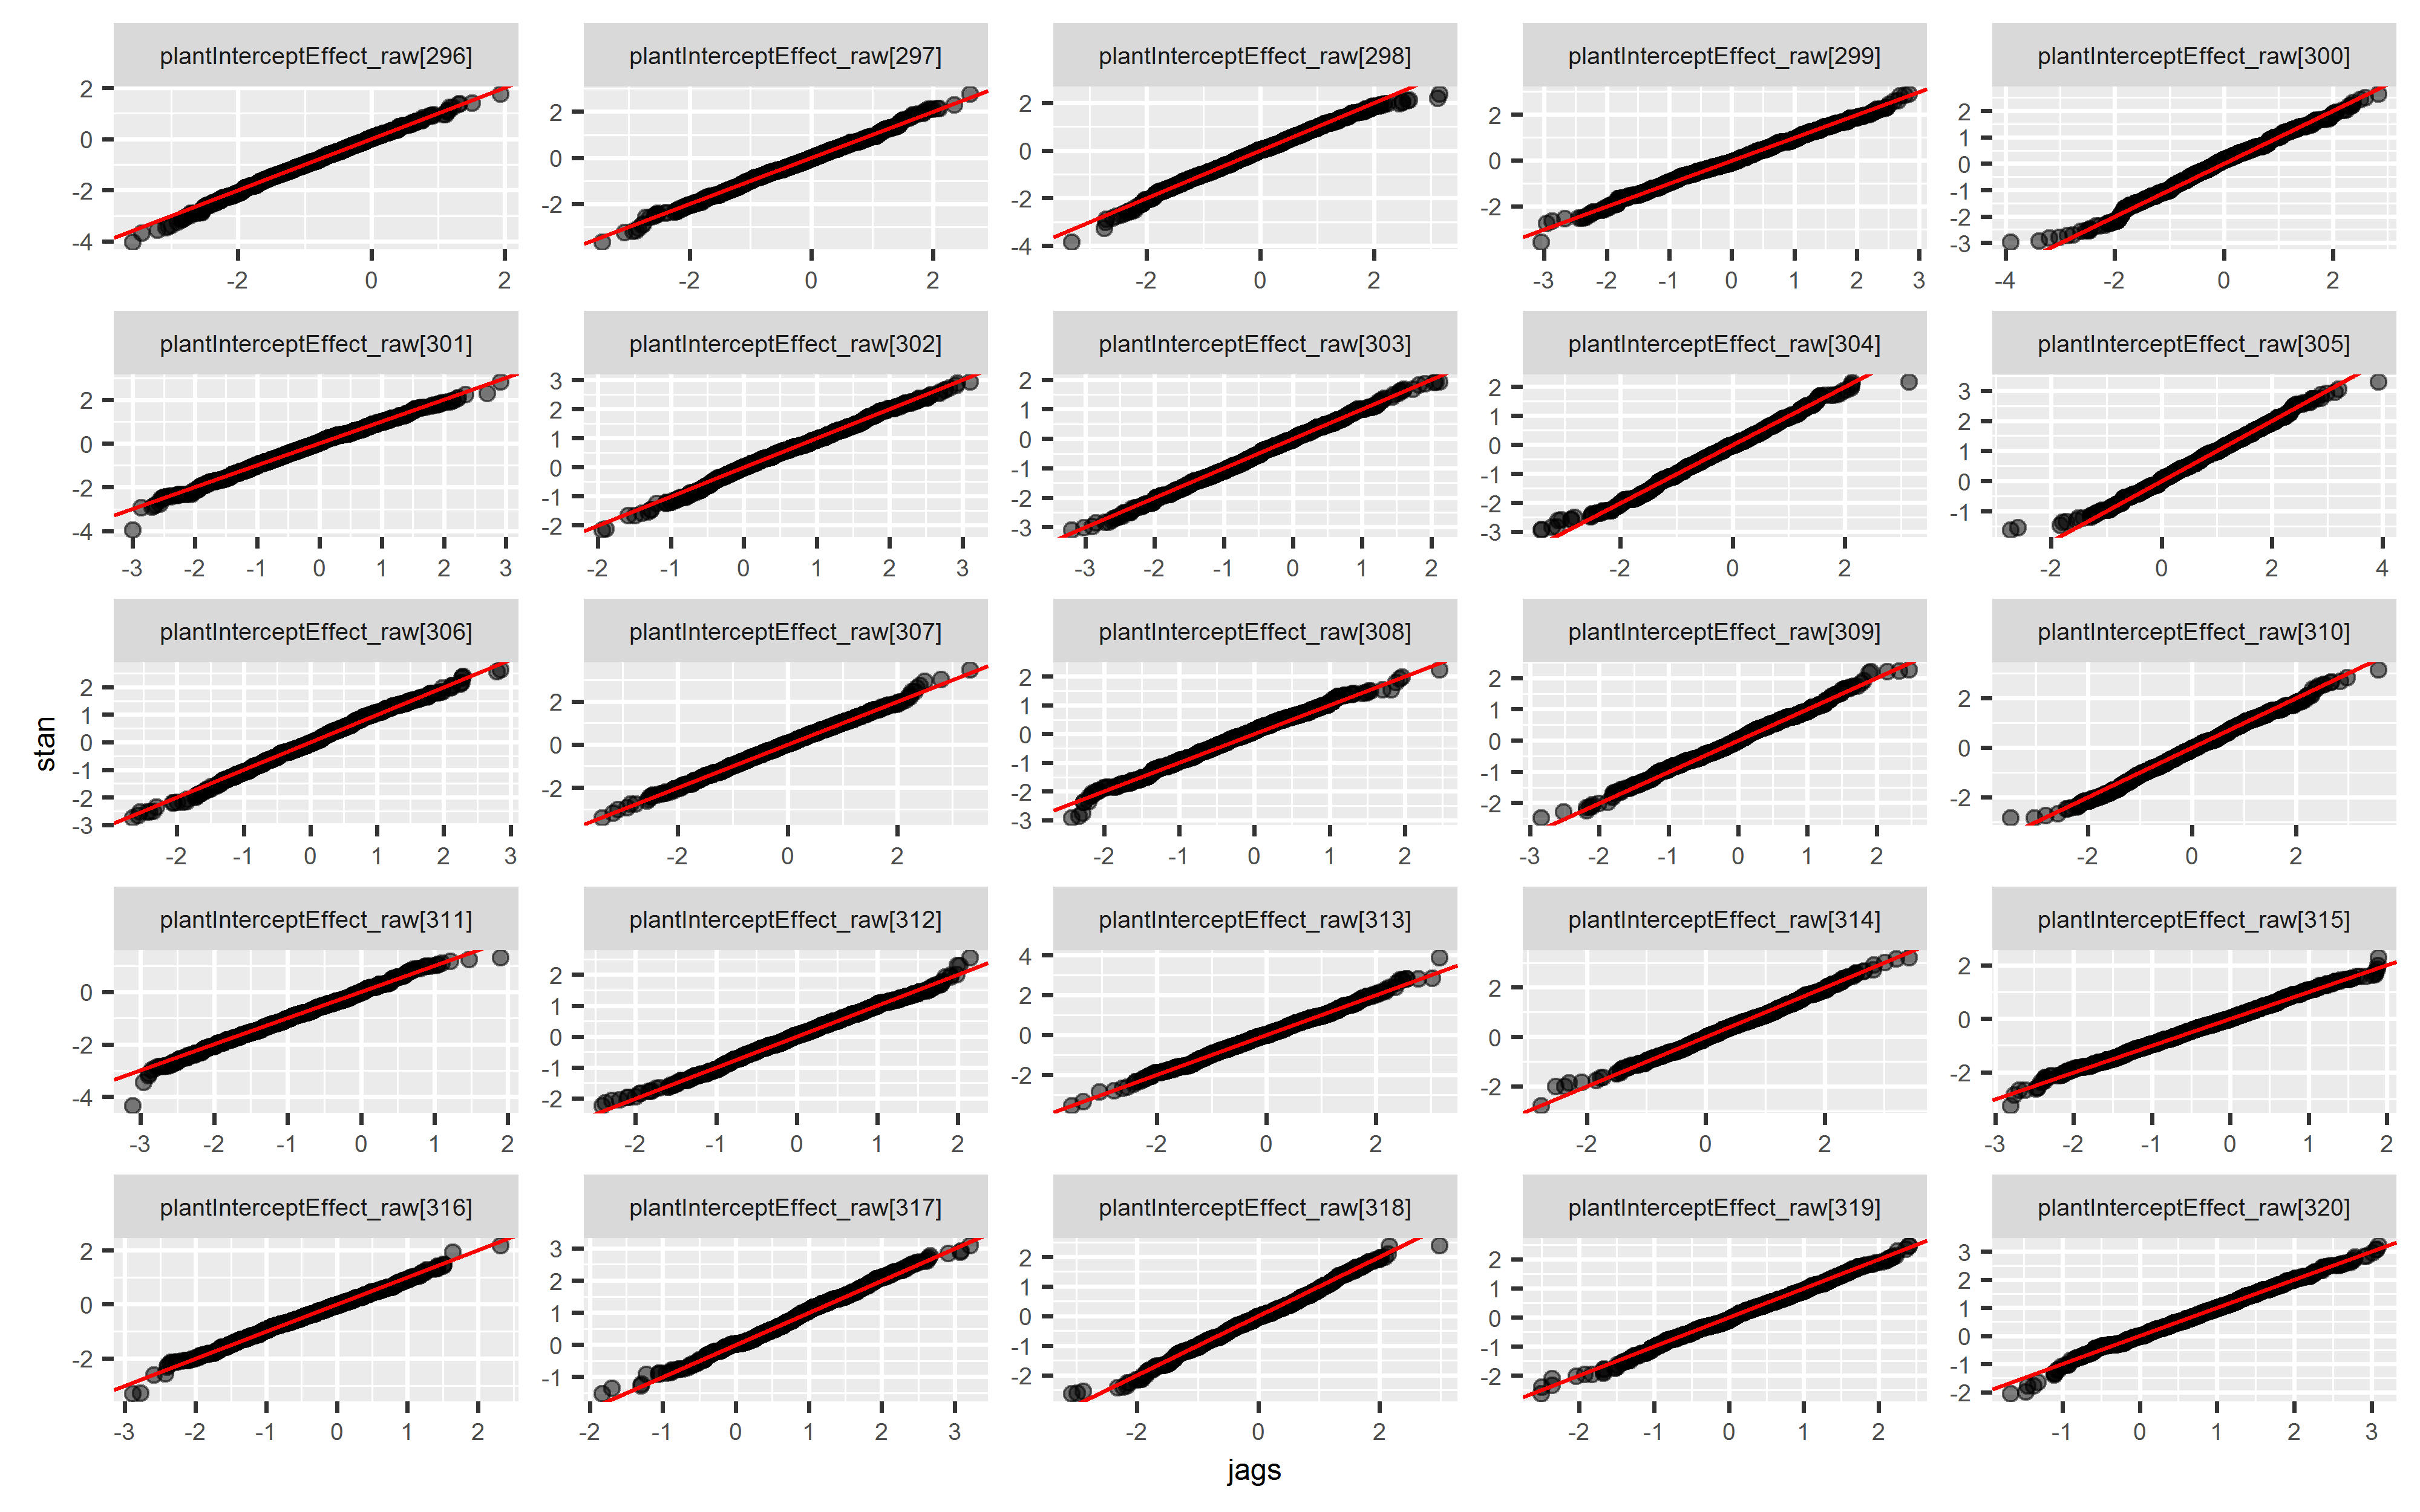 plantInterceptEffect_raw[296] plantInterceptEffect_raw[297] plantInterceptEffect_raw[298] plantInterceptEffect_raw[299] plantInterceptEffect_raw[300]
2 0 -2 -4
2 0 -2
2 0 -2 -4
2 0 -2
2 1 0 -1 -2 -3
-2 0 2
-2 0 2
-2 0 2
-3 -2 -1 0 1 2 3
-4 -2 0 2
plantInterceptEffect_raw[301] plantInterceptEffect_raw[302] plantInterceptEffect_raw[303] plantInterceptEffect_raw[304] plantInterceptEffect_raw[305]
2 0 -2 -4
3 2 1 0 -1 -2
2 1 0 -1 -2 -3
2 1 0 -1 -2 -3
3 2 1 0 -1
-3 -2 -1 0 1 2 3
-2 -1 0 1 2 3
-3 -2 -1 0 1 2
-2 0 2
-2 0 2 4
plantInterceptEffect_raw[306] plantInterceptEffect_raw[307] plantInterceptEffect_raw[308] plantInterceptEffect_raw[309] plantInterceptEffect_raw[310]
2 1 0 -1 -2 -3
2 0 -2
2 1 0 -1 -2 -3
2 1 0 -1 -2
2 0 -2
-2 -1 0 1 2 3
-2 0 2
-2 -1 0 1 2
-3 -2 -1 0 1 2
-2 0 2
stan
plantInterceptEffect_raw[311] plantInterceptEffect_raw[312] plantInterceptEffect_raw[313] plantInterceptEffect_raw[314] plantInterceptEffect_raw[315]
0 -2 -4
2 1 0 -1 -2
4 2 0 -2
2 0 -2
2 0 -2
-3 -2 -1 0 1 2
-2 -1 0 1 2
-2 0 2
-2 0 2
-3 -2 -1 0 1 2
plantInterceptEffect_raw[316] plantInterceptEffect_raw[317] plantInterceptEffect_raw[318] plantInterceptEffect_raw[319] plantInterceptEffect_raw[320]
2 0 -2
3 2 1 0 -1
2 1 0 -1 -2
2 1 0 -1 -2
3 2 1 0 -1 -2
-3 -2 -1 0 1 2
-2 -1 0 1 2 3
-2 0 2
-2 -1 0 1 2
-1 0 1 2 3
jags